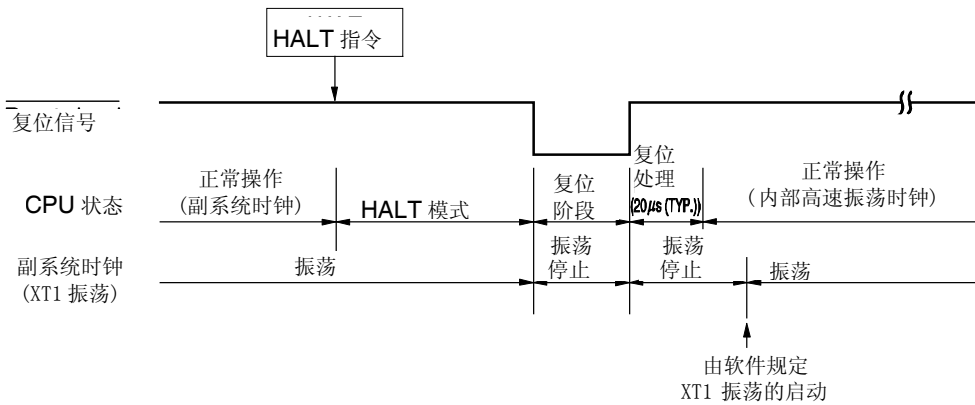 HALT 指令
复位信号
CPU 状态
正常操作
(副系统时钟)
HALT 模式
复位
阶段
复位
处理
(20μs (TYP.))
正常操作
(内部高速振荡时钟)
副系统时钟
(XT1 振荡)
振荡
振荡
停止
振荡
停止
振荡
由软件规定
XT1 振荡的启动